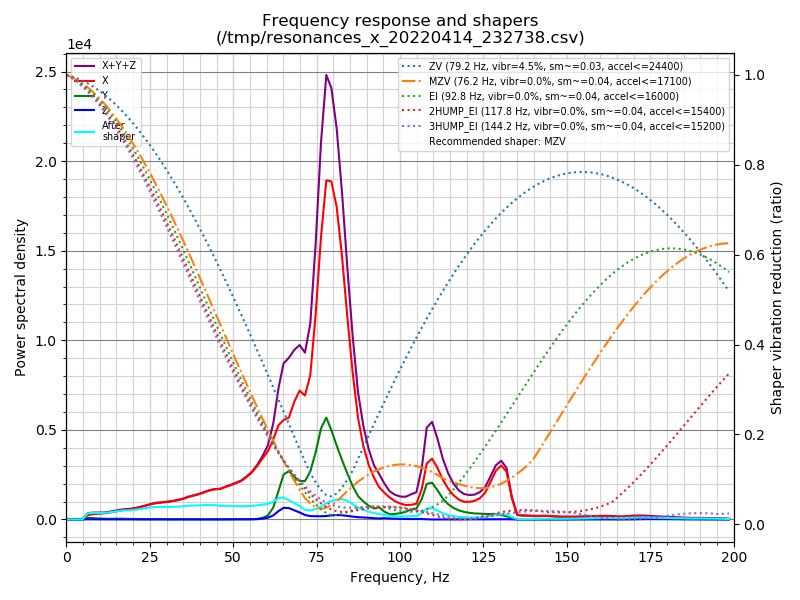 Frequency response and shapers
(/tmp/resonances_x_20220414_232738.csv)
1e4
X+Y+Z
X
Y
Z
After
shaper
ZV (79.2 Hz, vibr=4.5%, sm~=0.03, accel<=24400)
MZV (76.2 Hz, vibr=0.0%, sm~=0.04, accel<=17100)
EI (92.8 Hz, vibr=0.0%, sm~=0.04, accel<=16000)
2HUMP_EI (117.8 Hz, vibr=0.0%, sm~=0.04, accel<=15400)
3HUMP_EI (144.2 Hz, vibr=0.0%, sm~=0.04, accel<=15200)
Recommended shaper: MZV
2.5
2.0
1.5
1.0
0.5
0.0
Power spectral density
1.0
0.8
0.6
0.4
0.2
0.0
Shaper vibration reduction (ratio)
0 25 50 75 100 125 150 175 200
Frequency, Hz